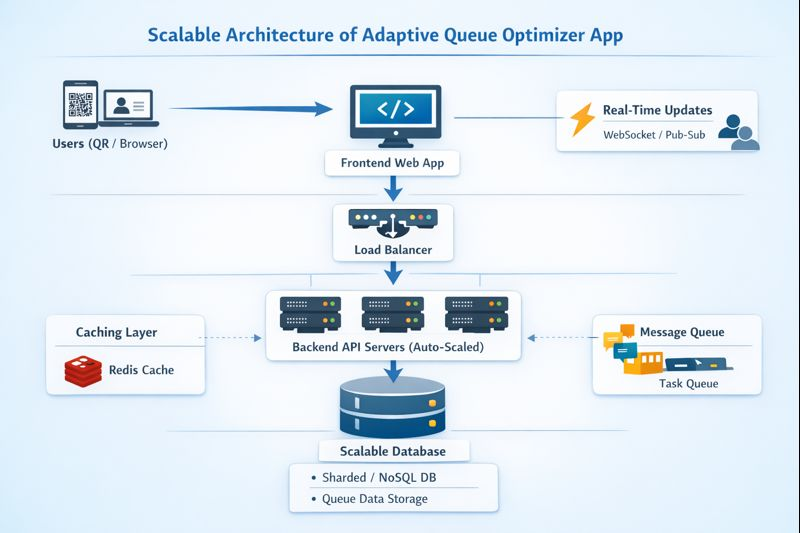 Scalable Architecture of Adaptive Queue Optimizer App
Users (QR / Browser)
</>
Frontend Web App
Real-Time Updates
WebSocket / Pub-Sub
Load Balancer
Caching Layer
Redis Cache
Backend API Servers (Auto-Scaled)
Message Queue
Task Queue
Scalable Database
• Sharded / NoSQL DB
• Queue Data Storage